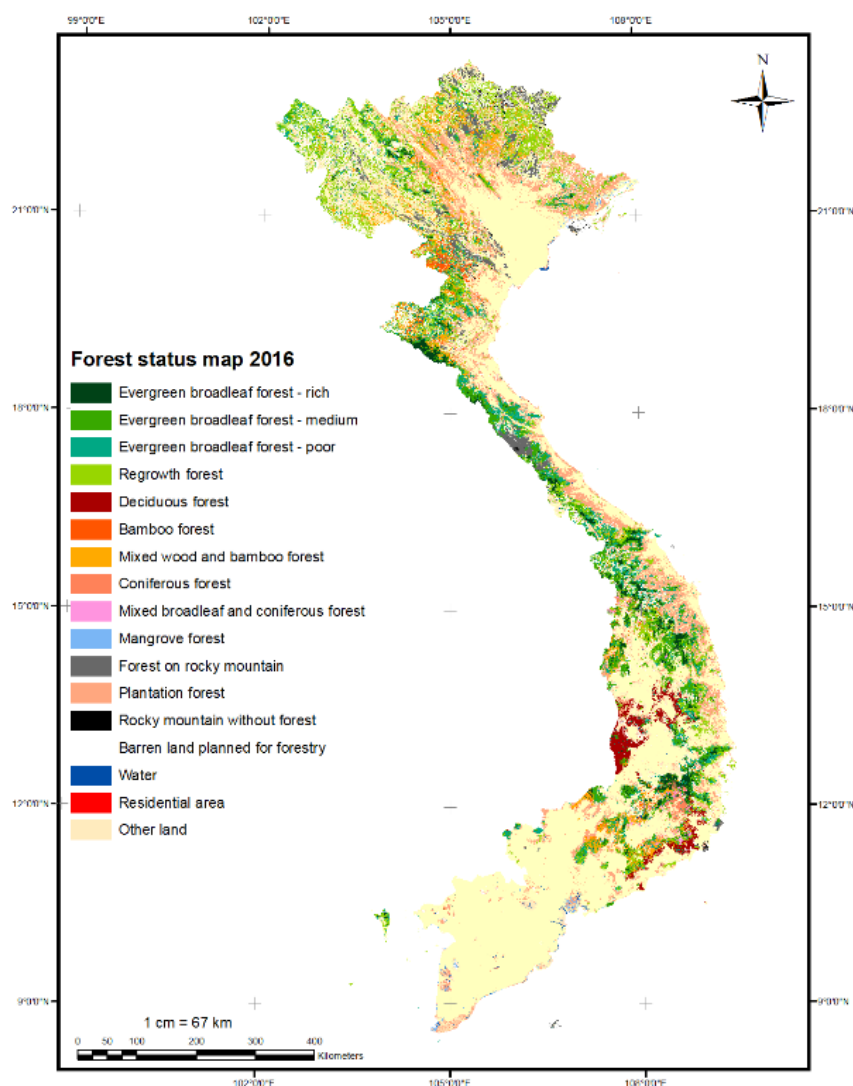 99°0'0"E 102°0'0"E 105°0'0"E 108°0'0"E
N
21°0'0"N 21°0'0"N
Forest status map 2016
Evergreen broadleaf forest - rich
18°0'0"N 18°0'0"N
Evergreen broadleaf forest - medium
Evergreen broadleaf forest - poor
Regrowth forest
Deciduous forest
Bamboo forest
Mixed wood and bamboo forest
Coniferous forest
15°0'0"N 15°0'0"N
Mixed broadleaf and coniferous forest
Mangrove forest
Forest on rocky mountain
Plantation forest
Rocky mountain without forest
Barren land planned for forestry
Water
12°0'0"N 12°0'0"N
Residential area
Other land
9°0'0"N 9°0'0"N
1 cm = 67 km
0 50 100 200 300 400
Kilometers
102°0'0"E 105°0'0"E 108°0'0"E